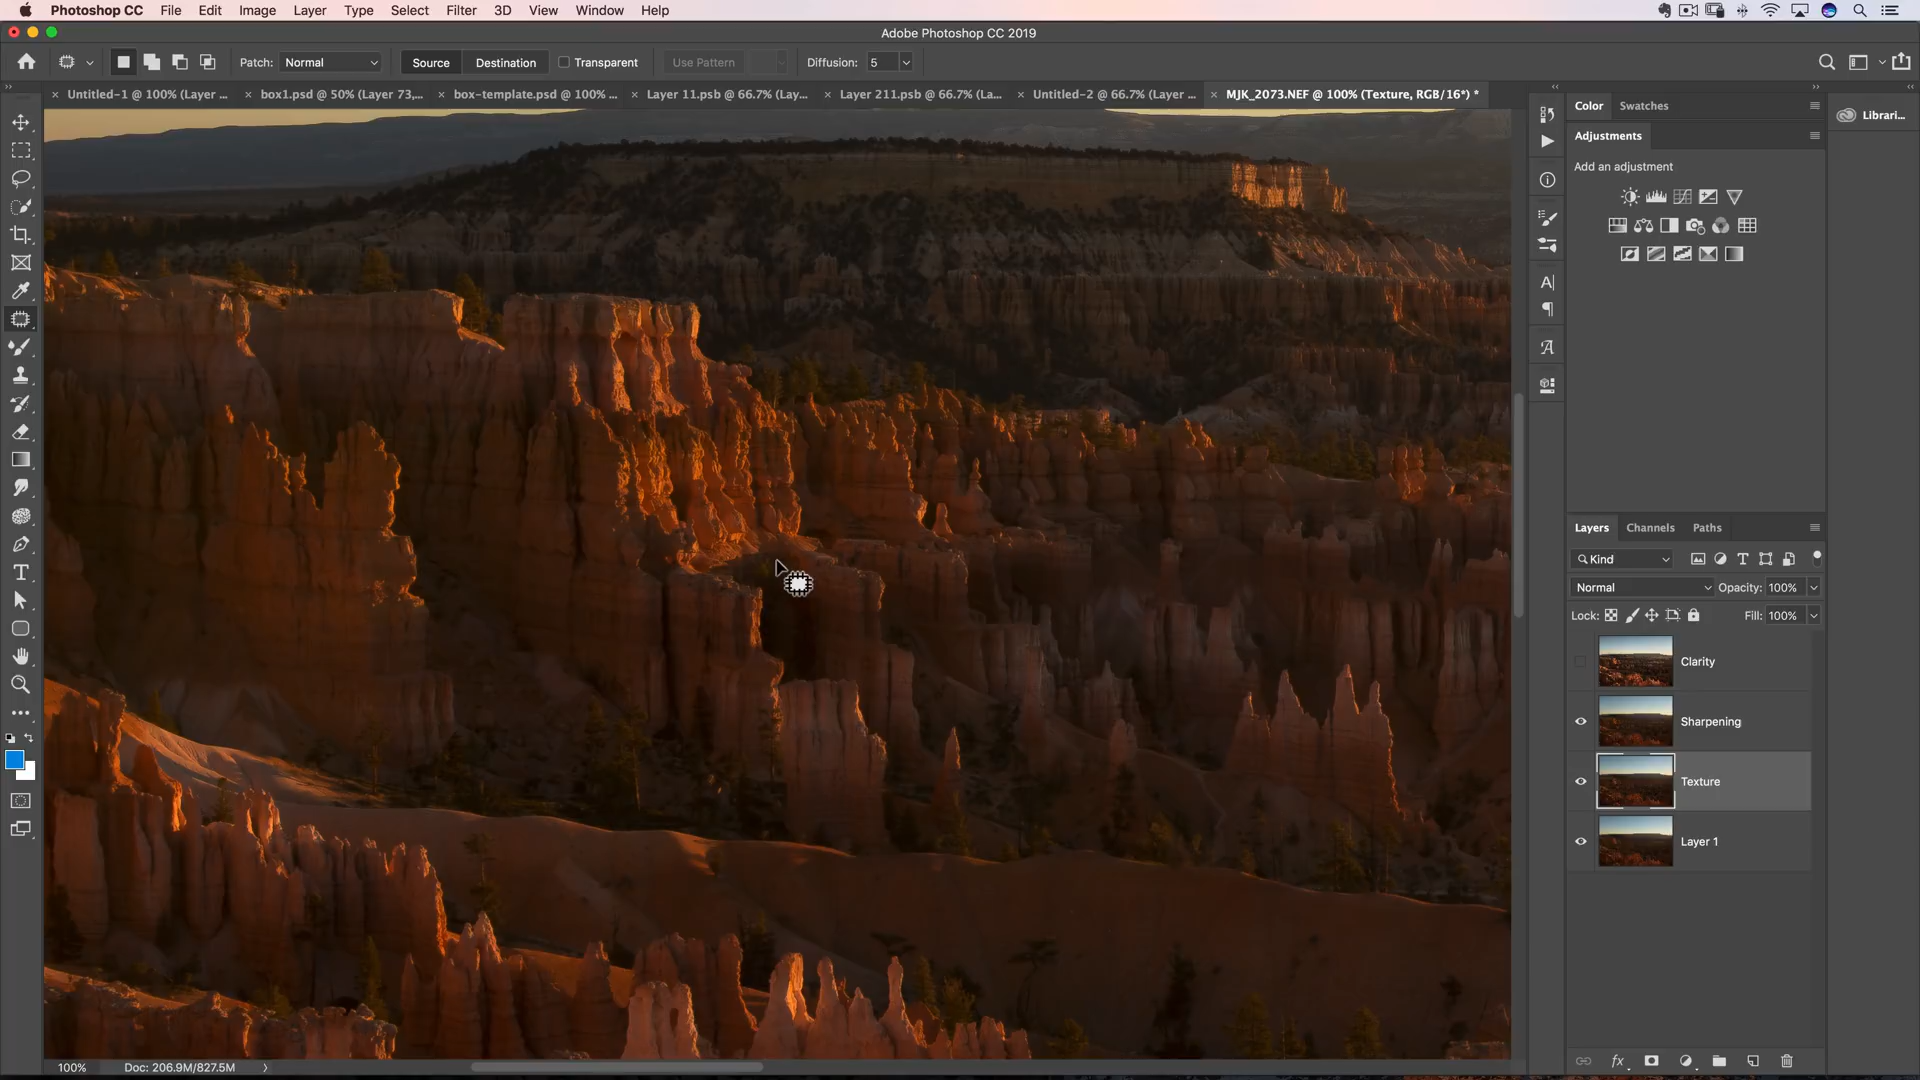 Photoshop CC File Edit Image Layer Type Select Filter 3D View Window Help
Adobe Photoshop CC 2019
Patch: Normal Source Destination Transparent Use Pattern Diffusion: 5
Untitled-1 @ 100% (Layer ... box1.psd @ 50% (Layer 73,... box-template.psd @ 100% ... Layer 11.psb @ 66.7% (Lay... Layer 211.psb @ 66.7% (La... Untitled-2 @ 66.7% (Layer ... MJK_2073.NEF @ 100% (Texture, RGB/16*) *
Color Swatches
Librari...
Adjustments
Add an adjustment
Layers Channels Paths
Kind
Normal Opacity: 100%
Lock: Fill: 100%
Clarity
Sharpening
Texture
Layer 1
100% Doc: 206.9M/827.5M